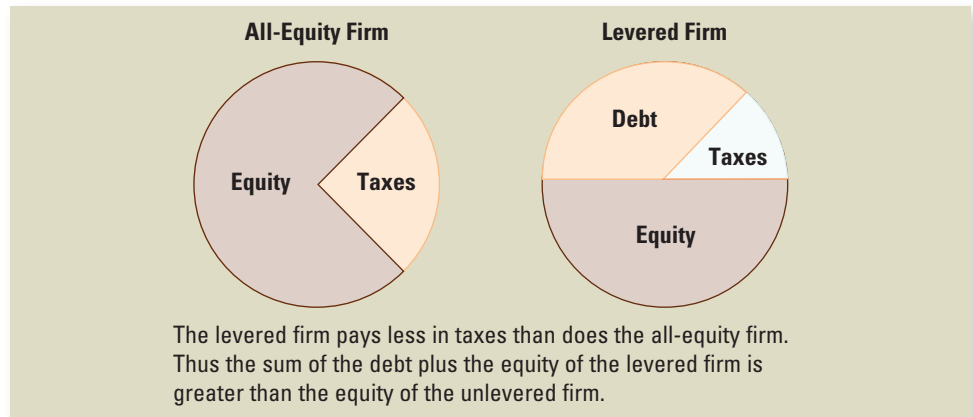 All-Equity Firm
Levered Firm
Equity
Taxes
Debt
Taxes
Equity
The levered firm pays less in taxes than does the all-equity firm.
Thus the sum of the debt plus the equity of the levered firm is
greater than the equity of the unlevered firm.